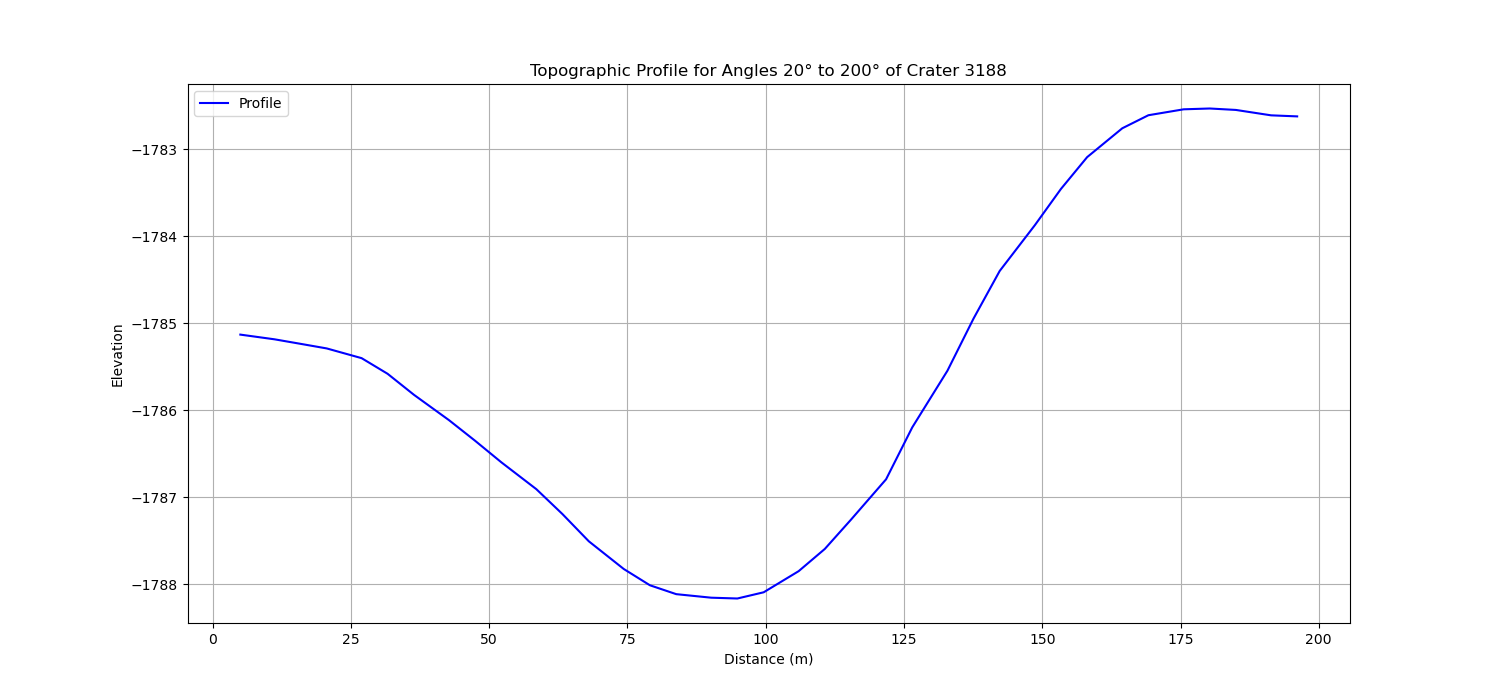 Topographic Profile for Angles 20° to 200° of Crater 3188
Profile
−1783
−1784
−1785
−1786
−1787
−1788
Elevation
0 25 50 75 100 125 150 175 200
Distance (m)